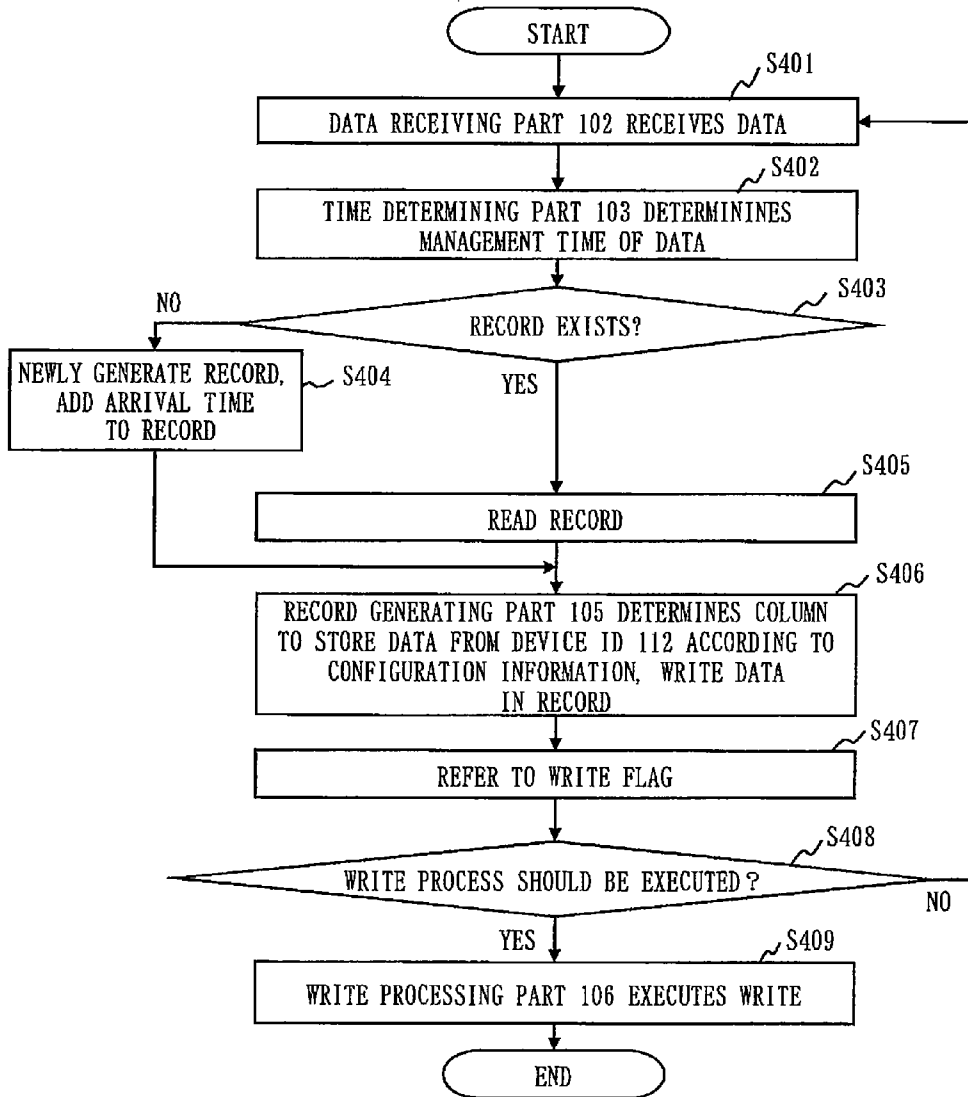 START
S401
DATA RECEIVING PART 102 RECEIVES DATA
S402
TIME DETERMINING PART 103 DETERMININES
MANAGEMENT TIME OF DATA
S403
NO
RECORD EXISTS?
NEWLY GENERATE RECORD,
ADD ARRIVAL TIME
TO RECORD
S404
YES
S405
READ RECORD
S406
RECORD GENERATING PART 105 DETERMINES COLUMN
TO STORE DATA FROM DEVICE ID 112 ACCORDING TO
CONFIGURATION INFORMATION, WRITE DATA
IN RECORD
S407
REFER TO WRITE FLAG
S408
WRITE PROCESS SHOULD BE EXECUTED?
NO
YES
S409
WRITE PROCESSING PART 106 EXECUTES WRITE
END